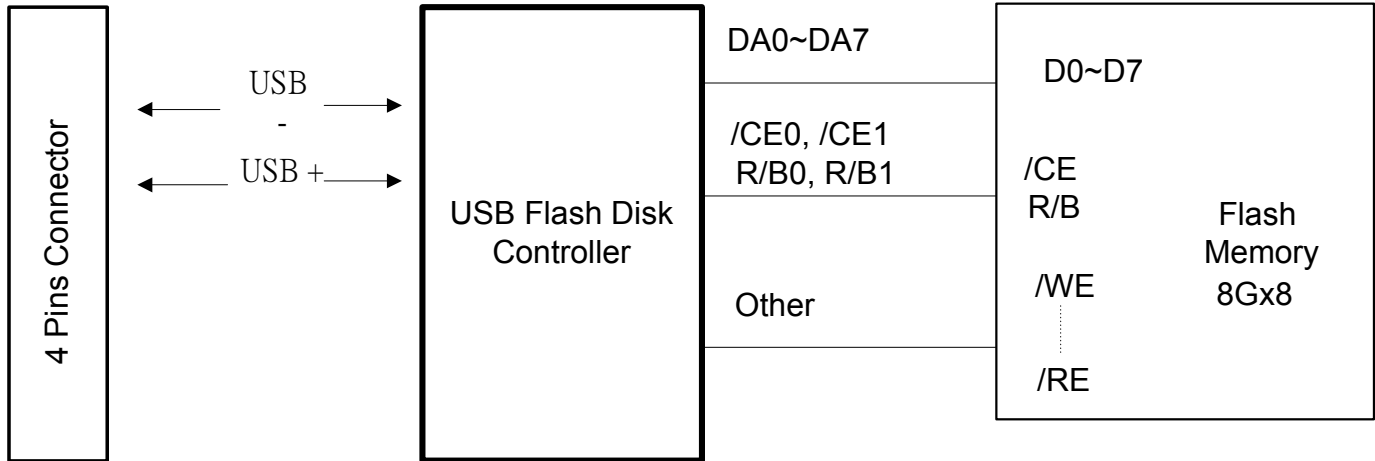 4 Pins Connector
USB
-
USB +
USB Flash Disk
Controller
DA0~DA7
/CE0, /CE1
R/B0, R/B1
Other
D0~D7
/CE
R/B
/WE
/RE
Flash
Memory
8Gx8